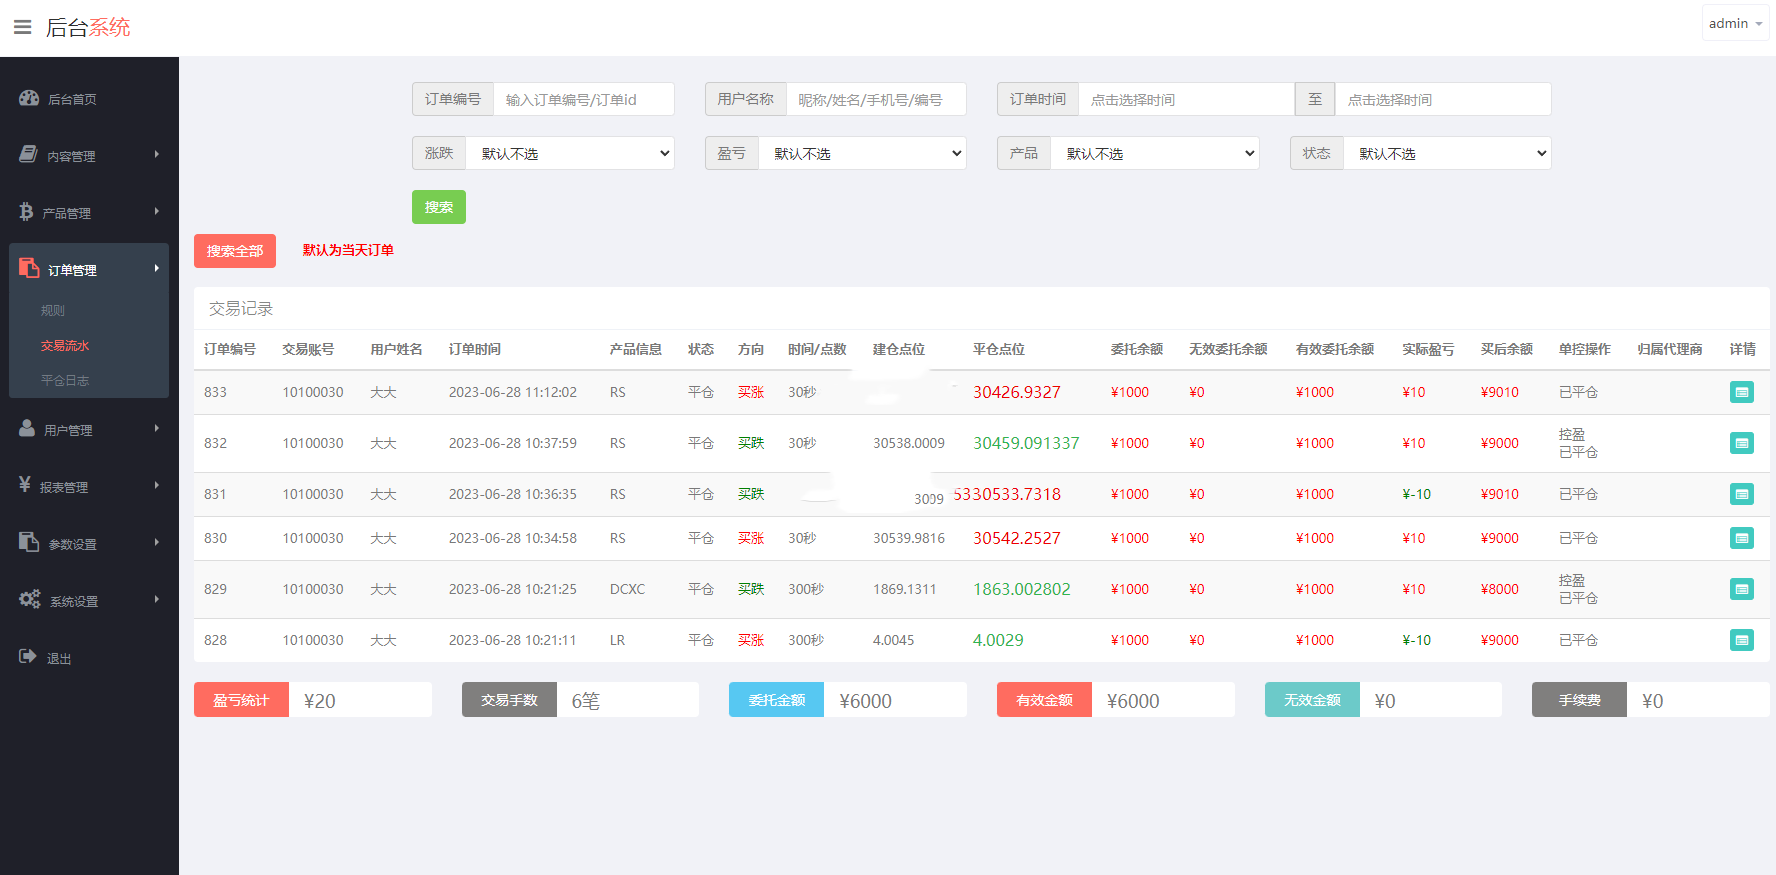 后台系统
admin
后台首页
内容管理
产品管理
订单管理
规则
交易流水
平仓日志
用户管理
报表管理
参数设置
系统设置
退出
订单编号 输入订单编号/订单id 用户名称 昵称/姓名/手机号/编号 订单时间 点击选择时间 至 点击选择时间
涨跌 默认不选 盈亏 默认不选 产品 默认不选 状态 默认不选
搜索
搜索全部 默认为当天订单
交易记录
订单编号 交易账号 用户姓名 订单时间 产品信息 状态 方向 时间/点数 建仓点位 平仓点位 委托余额 无效委托余额 有效委托余额 实际盈亏 买后余额 单控操作 归属代理商 详情
833 10100030 大大 2023-06-28 11:12:02 RS 平仓 买涨 30秒 30426.9327 ¥1000 ¥0 ¥1000 ¥10 ¥9010 已平仓
832 10100030 大大 2023-06-28 10:37:59 RS 平仓 买跌 30秒 30538.0009 30459.091337 ¥1000 ¥0 ¥1000 ¥10 ¥9000 控盈
已平仓
831 10100030 大大 2023-06-28 10:36:35 RS 平仓 买跌 3009 5330533.7318 ¥1000 ¥0 ¥1000 ¥-10 ¥9010 已平仓
830 10100030 大大 2023-06-28 10:34:58 RS 平仓 买涨 30秒 30539.9816 30542.2527 ¥1000 ¥0 ¥1000 ¥10 ¥9000 已平仓
829 10100030 大大 2023-06-28 10:21:25 DCXC 平仓 买跌 300秒 1869.1311 1863.002802 ¥1000 ¥0 ¥1000 ¥10 ¥8000 控盈
已平仓
828 10100030 大大 2023-06-28 10:21:11 LR 平仓 买涨 300秒 4.0045 4.0029 ¥1000 ¥0 ¥1000 ¥-10 ¥9000 已平仓
盈亏统计 ¥20 交易手数 6笔 委托金额 ¥6000 有效金额 ¥6000 无效金额 ¥0 手续费 ¥0